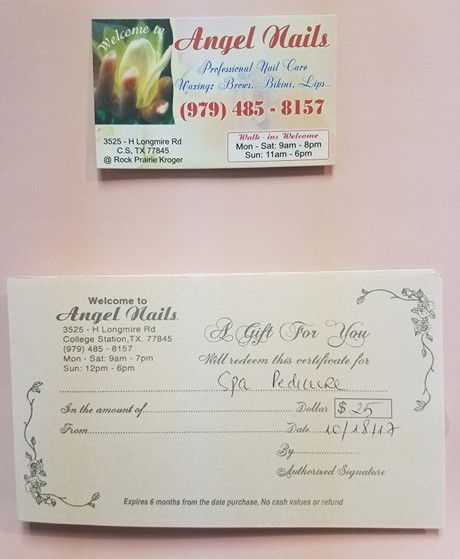 Welcome to
Angel Nails
Professional Nail Care
Waxing: Brows, Bikini, Lips...
(979) 485 - 8157
3525 - H Longmire Rd
C.S, TX 77845
@ Rock Prairie Kroger
Walk - ins Welcome
Mon - Sat: 9am - 8pm
Sun: 11am - 6pm
Welcome to
Angel Nails
3525 - H Longmire Rd
College Station,TX. 77845
(979) 485 - 8157
Mon - Sat: 9am - 7pm
Sun: 12pm - 6pm
A Gift For You
Will redeem this certificate for
Spa Pedicure
In the amount of Dollar $ 25
From Date 10/18/17
By
Authorized Signature
Expires 6 months from the date purchase. No cash values or refund